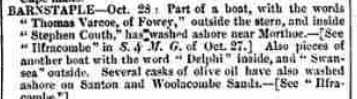 BARNSTAPLE—Oct. 28: Part of a boat, with the words
"Thomas Varcoe, of Fowey," outside the stern, and inside
"Stephen Couth," has washed ashore near Morthoe.—[See
"Ilfracombe" in S. & M. G. of Oct. 27.] Also pieces of
another boat with the word "Delphi" inside, and "Swan-
sea" outside. Several casks of olive oil have also washed
ashore on Santon and Woolacombe Sands.—[See "Ilfra-
combe."]